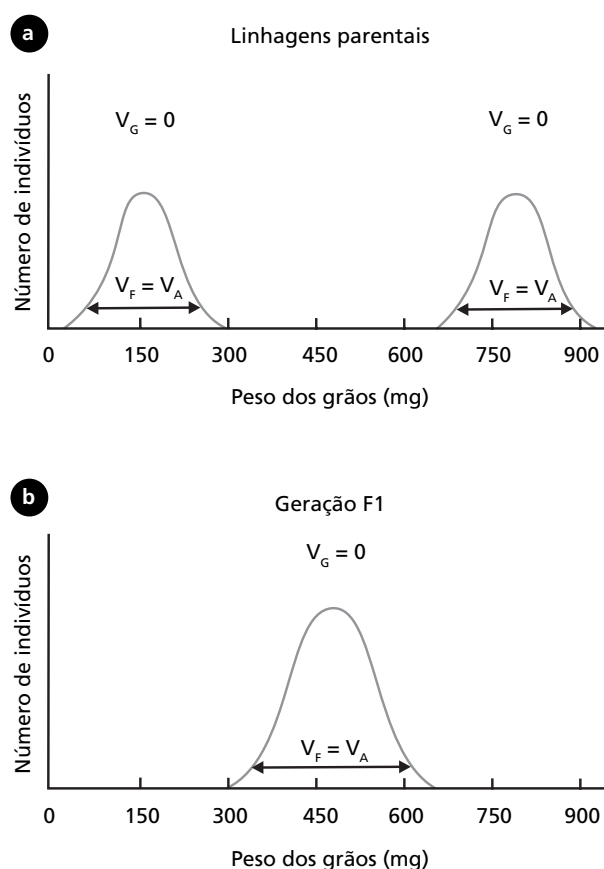 a
Linhagens parentais
Número de indivíduos
V_G = 0
V_G = 0
V_F = V_A
V_F = V_A
0 150 300 450 600 750 900
Peso dos grãos (mg)
b
Geração F1
Número de indivíduos
V_G = 0
V_F = V_A
0 150 300 450 600 750 900
Peso dos grãos (mg)